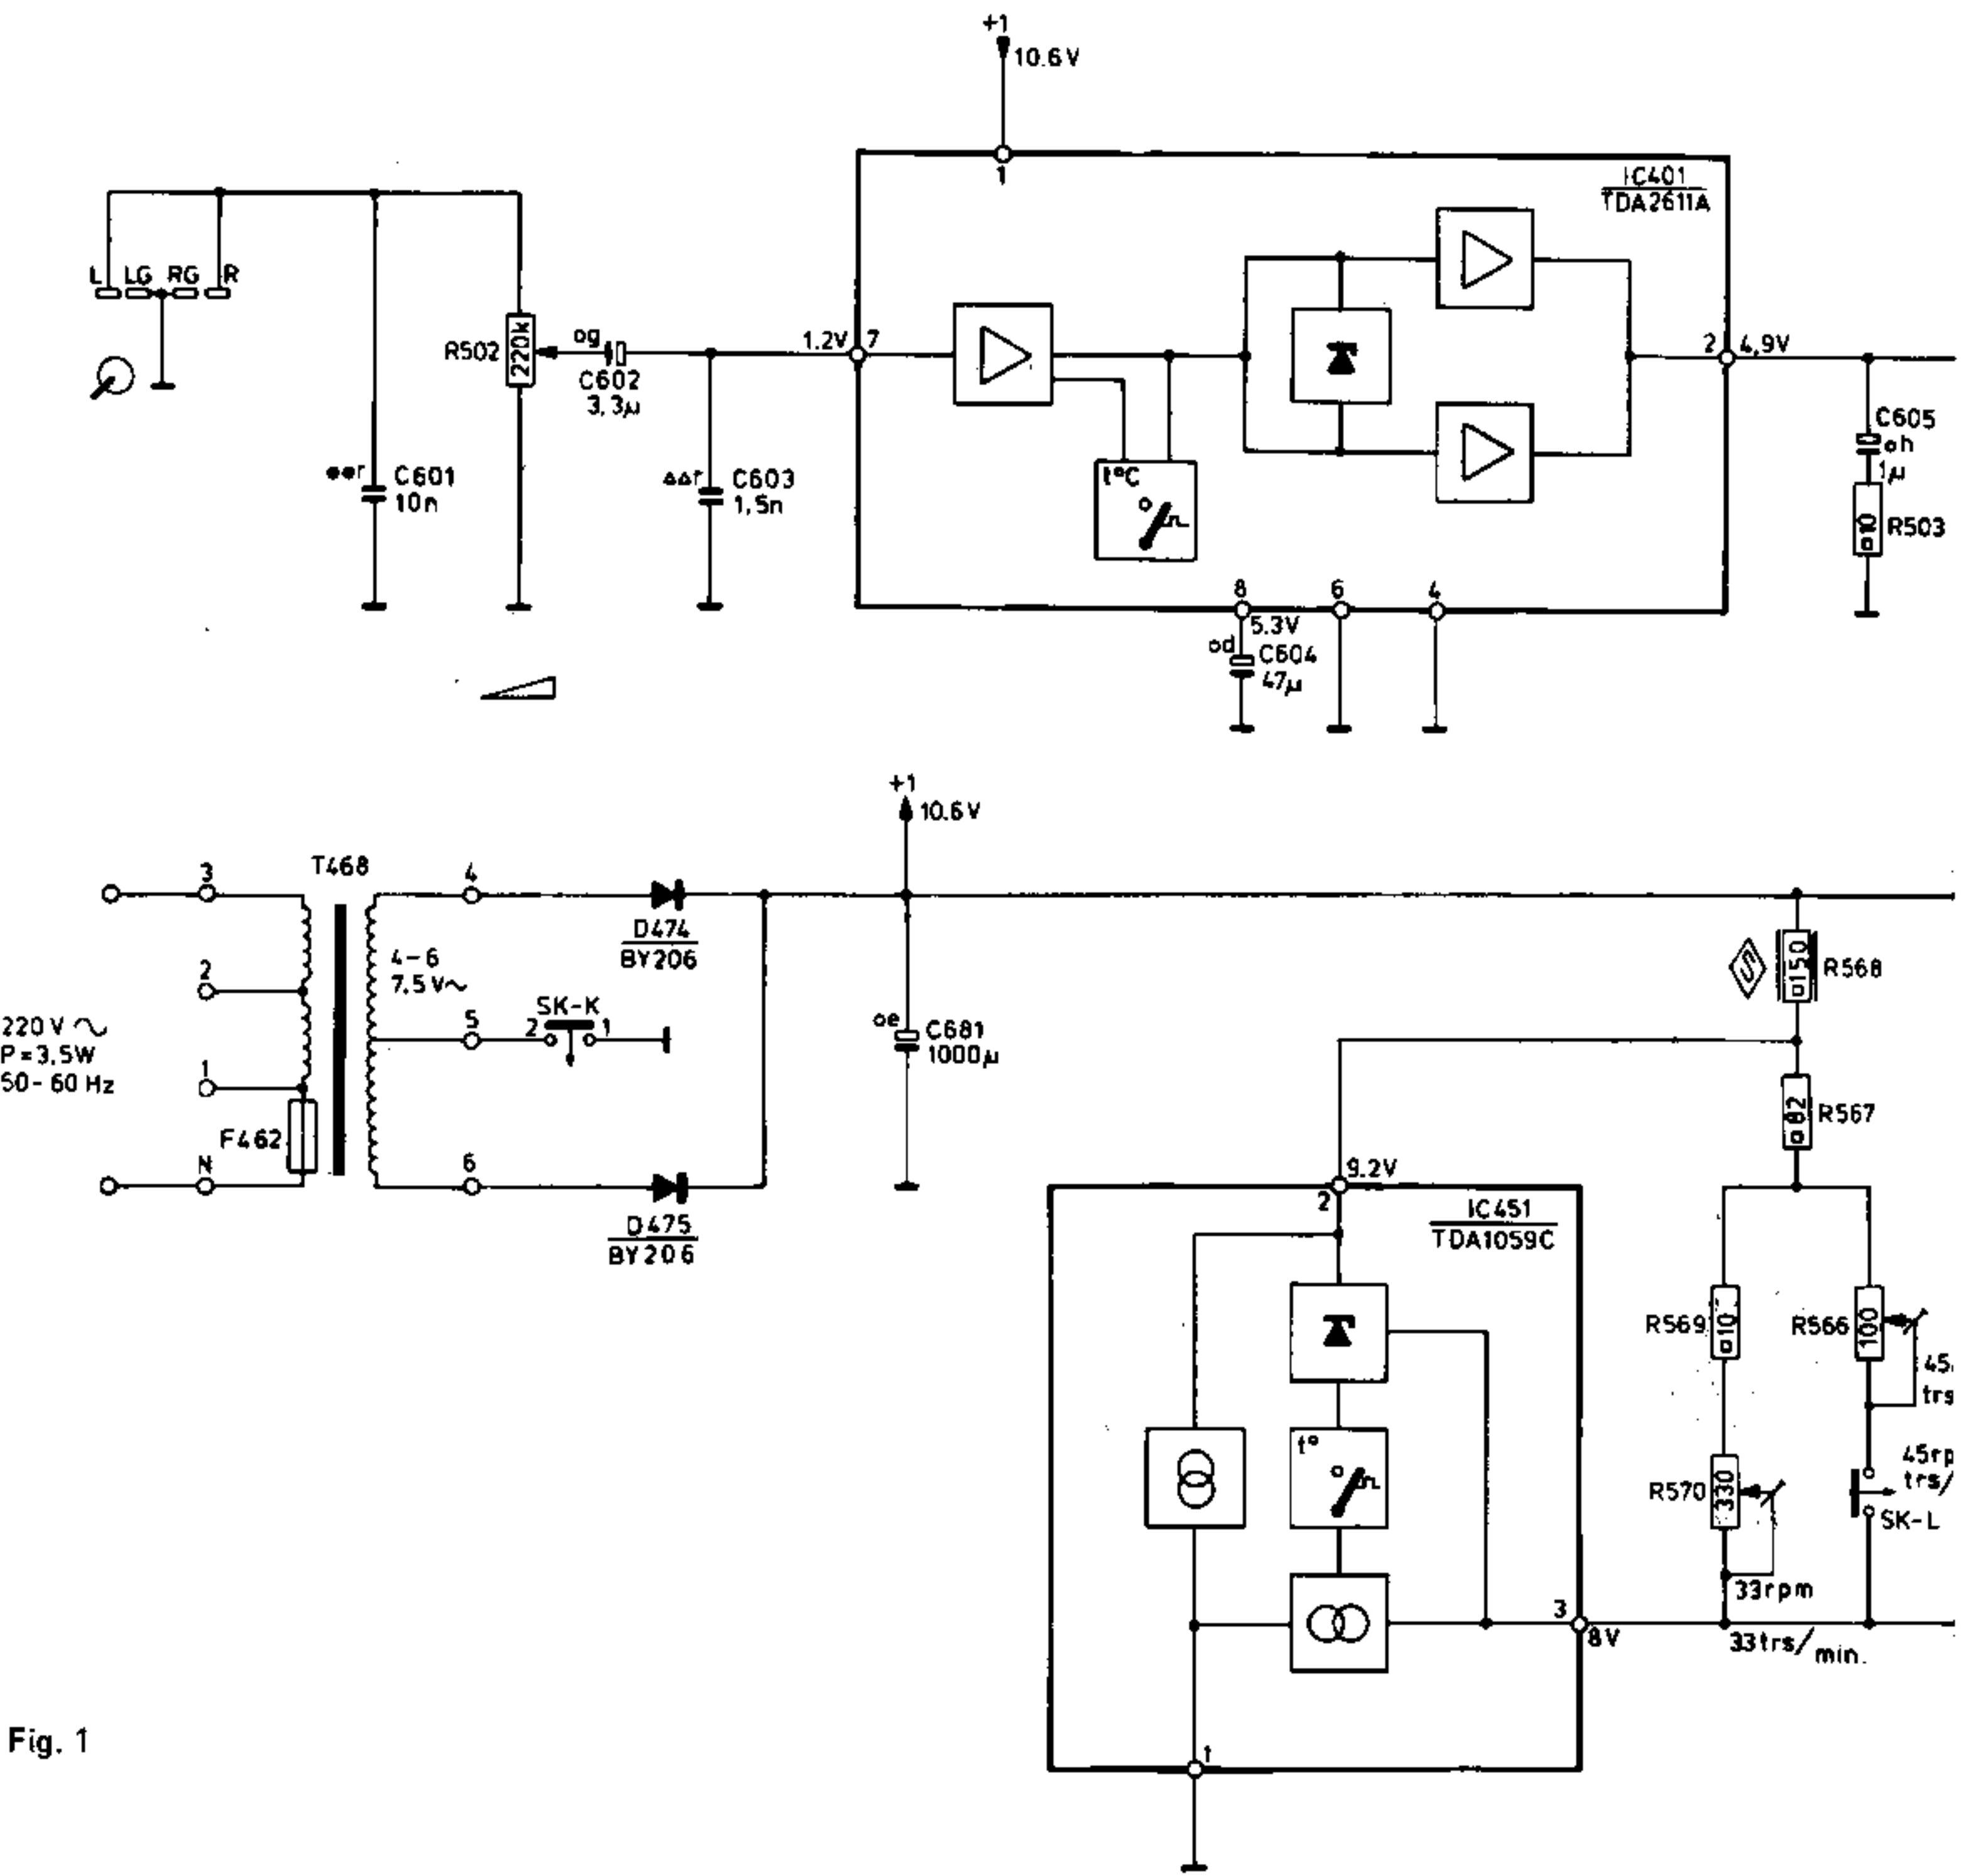 +1
10.6V
1
IC401
TDA2611A
L LG RG R
R502
220k
og
C602
3,3µ
1.2V 7
2 4,9V
C605
oh
1µ
10
R503
C601
10n
C603
1,5n
t°C
8 6 4
5.3V
od
C604
47µ
+1
10.6V
T468
3
4
D474
BY206
4-6
7.5V~
2
SK-K
5 2 1
220V ~
P=3,5W
50-60 Hz
1
F462
N
6
D475
BY206
oe
C681
1000µ
S
150
R568
82
R567
9.2V
2
IC451
TDA1059C
R569
10
R566
100
45
trs
t°
R570
330
45rp
trs/
SK-L
33rpm
3
8V
33trs/min.
1
Fig. 1